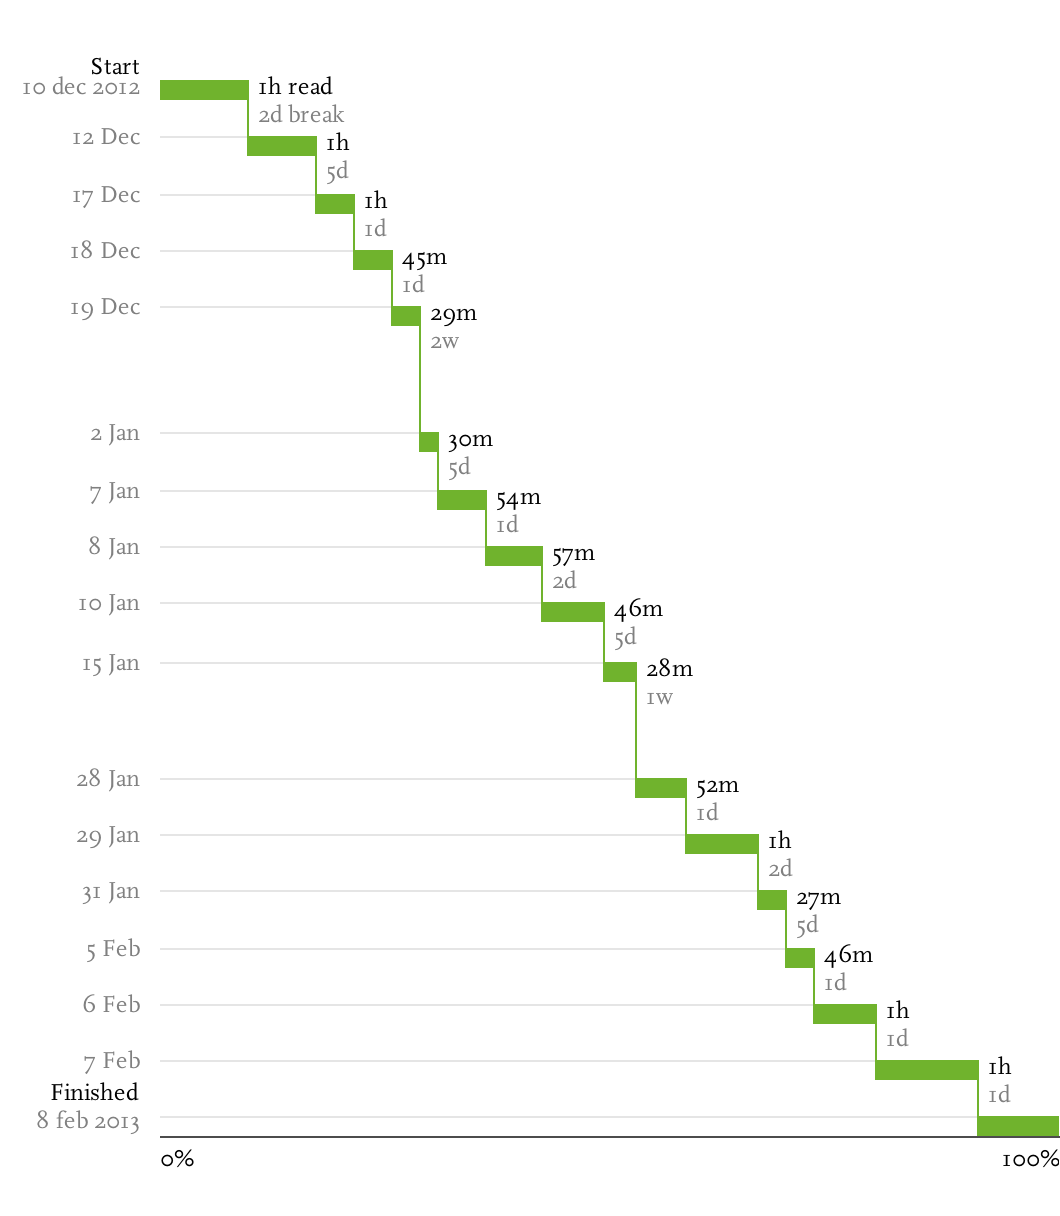 Start
10 dec 2012
1h read
2d break
12 Dec
1h
5d
17 Dec
1h
1d
18 Dec
45m
1d
19 Dec
29m
2w
2 Jan
30m
5d
7 Jan
54m
1d
8 Jan
57m
2d
10 Jan
46m
5d
15 Jan
28m
1w
28 Jan
52m
1d
29 Jan
1h
2d
31 Jan
27m
5d
5 Feb
46m
1d
6 Feb
1h
1d
7 Feb
1h
1d
Finished
8 feb 2013
0% 100%